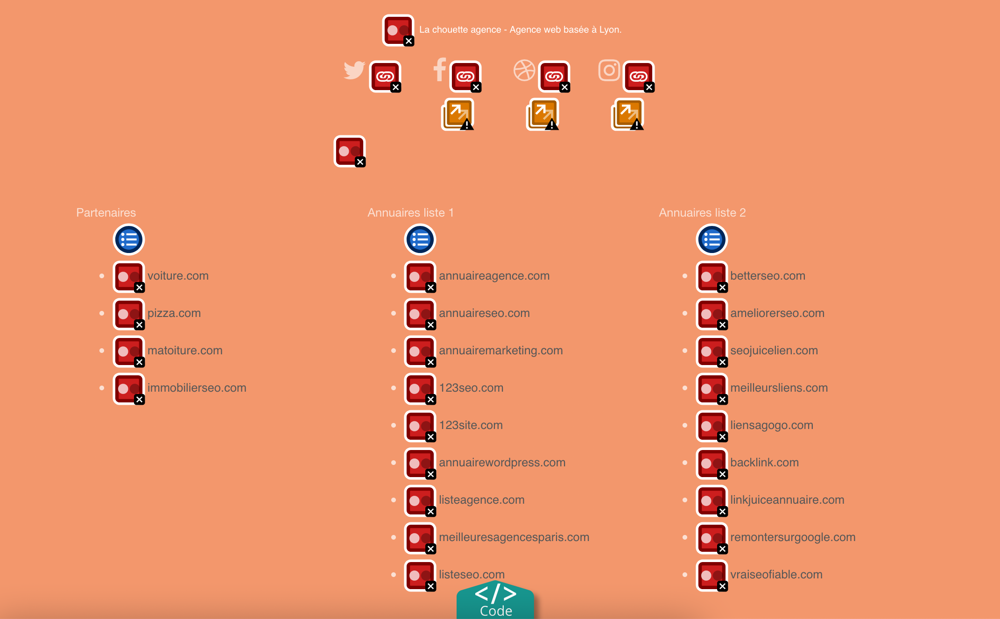 La chouette agence - Agence web basée à Lyon.
Partenaires
voiture.com
pizza.com
matoiture.com
immobilierseo.com
Annuaires liste 1
annuaireagence.com
annuaireseo.com
annuairemarketing.com
123seo.com
123site.com
annuairewordpress.com
listeagence.com
meilleuresagencesparis.com
listeseo.com
Annuaires liste 2
betterseo.com
ameliorerseo.com
seojuicelien.com
meilleursliens.com
liensagogo.com
backlink.com
linkjuiceannuaire.com
remontersurgoogle.com
vraiseofiable.com
</> 
Code